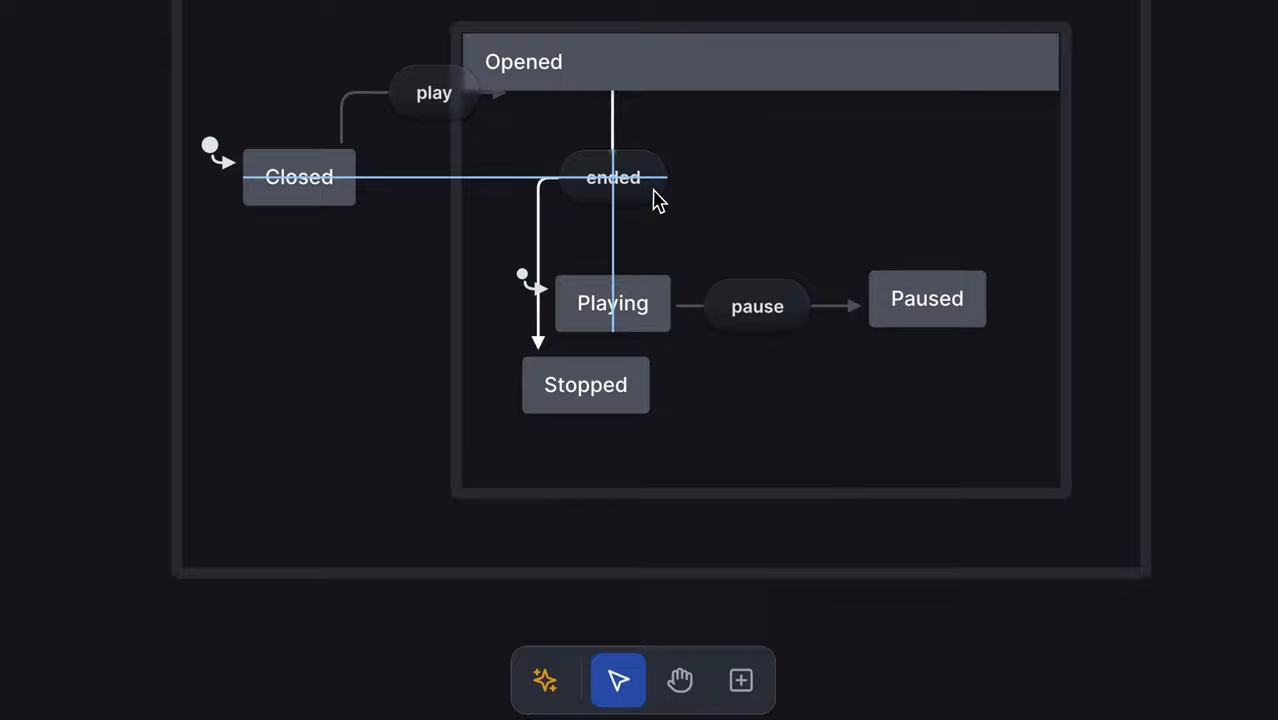 Opened
play
Closed
ended
Playing
pause
Paused
Stopped